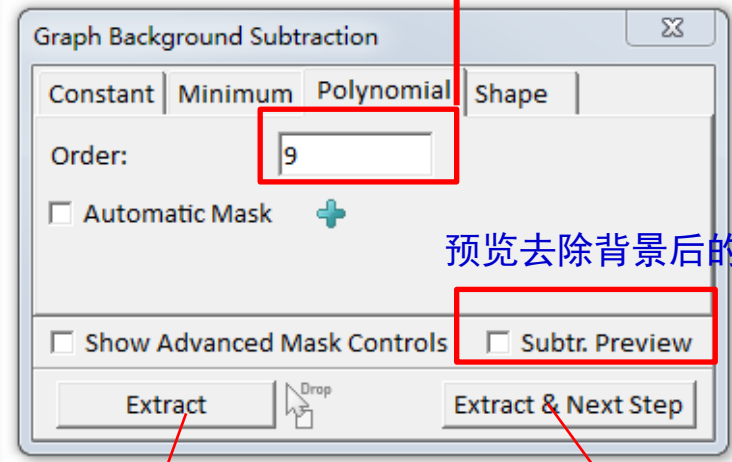 Graph Background Subtraction
Constant Minimum Polynomial Shape
Order: 9
Automatic Mask
预览去除背景后的
Show Advanced Mask Controls Subtr. Preview
Extract Drop Extract & Next Step